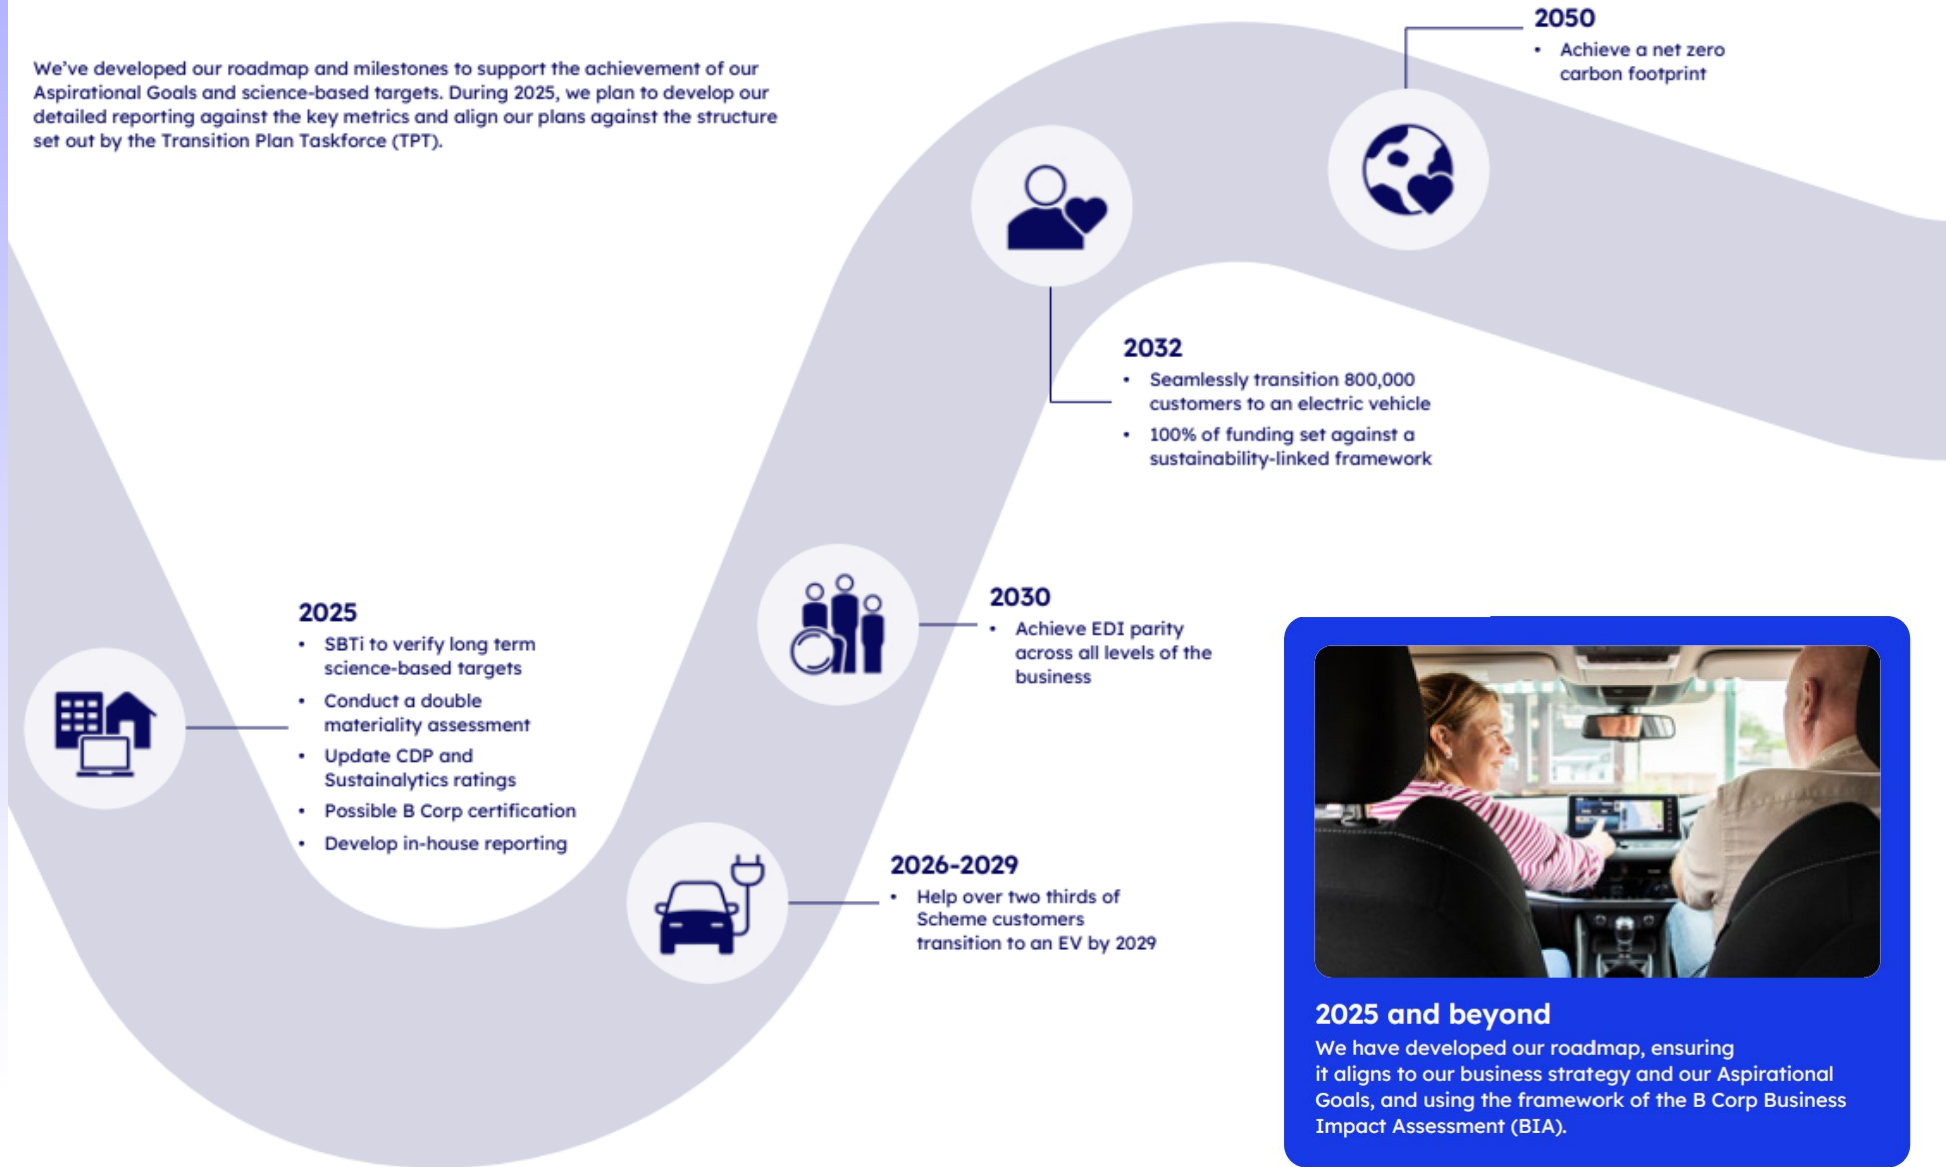 We've developed our roadmap and milestones to support the achievement of our
Aspirational Goals and science-based targets. During 2025, we plan to develop our
detailed reporting against the key metrics and align our plans against the structure
set out by the Transition Plan Taskforce (TPT).
2025
• SBTi to verify long term
science-based targets
• Conduct a double
materiality assessment
• Update CDP and
Sustainalytics ratings
• Possible B Corp certification
• Develop in-house reporting
2026-2029
• Help over two thirds of
Scheme customers
transition to an EV by 2029
2030
• Achieve EDI parity
across all levels of the
business
2032
• Seamlessly transition 800,000
customers to an electric vehicle
• 100% of funding set against a
sustainability-linked framework
2050
• Achieve a net zero
carbon footprint
2025 and beyond
We have developed our roadmap, ensuring
it aligns to our business strategy and our Aspirational
Goals, and using the framework of the B Corp Business
Impact Assessment (BIA).